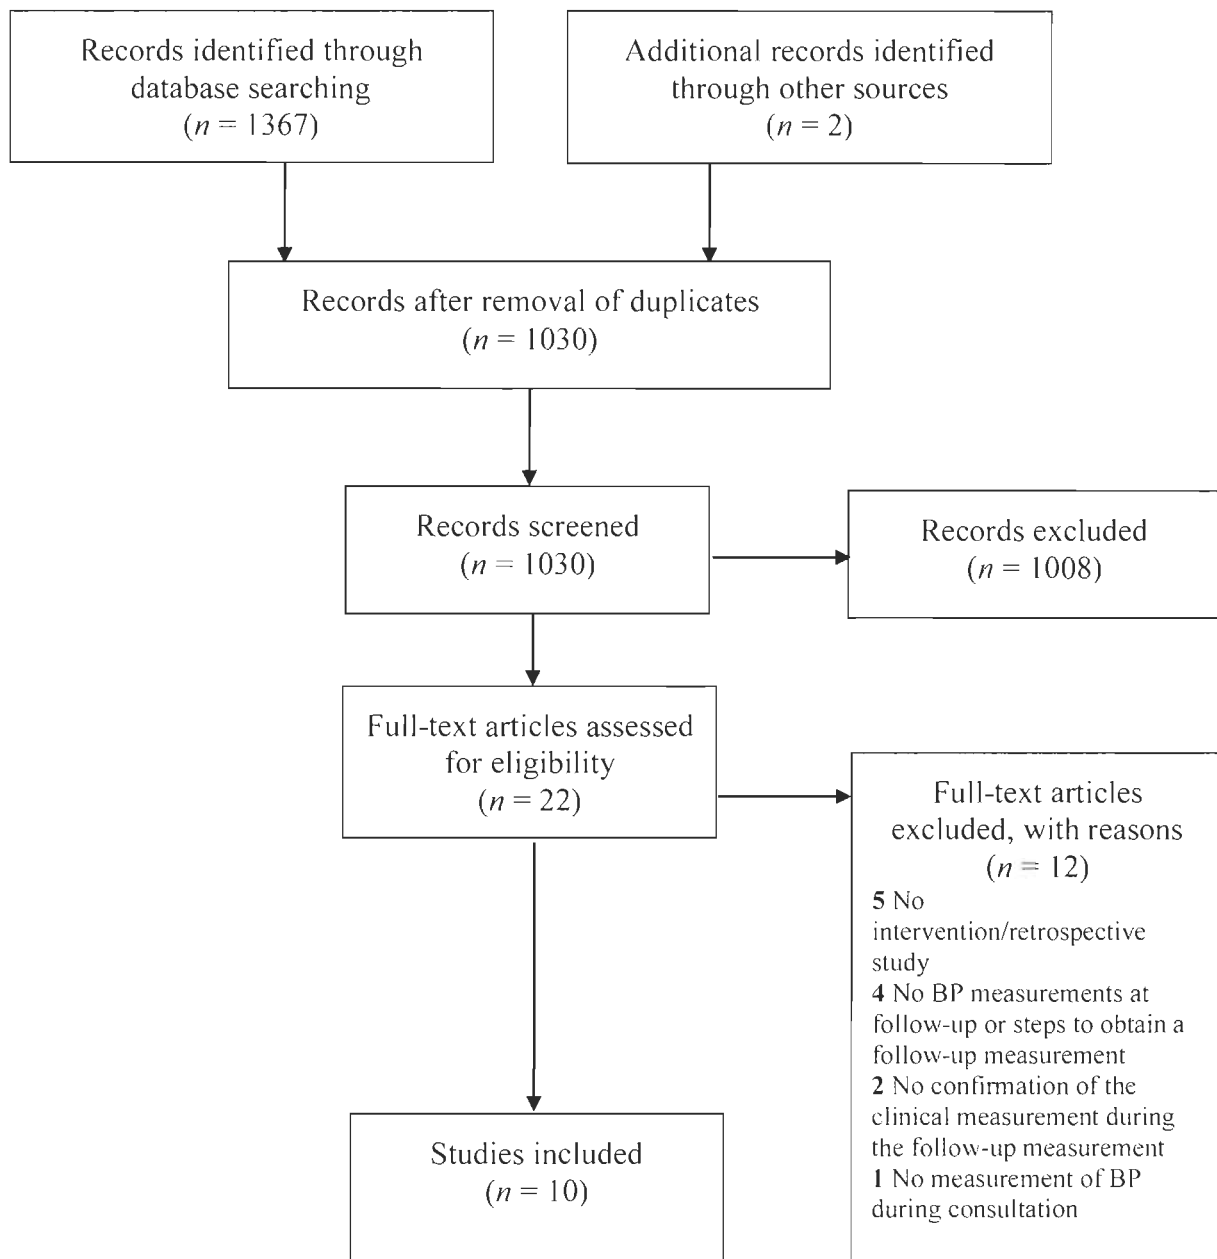 Records identified through
database searching
(n = 1367)
Additional records identified
through other sources
(n = 2)
Records after removal of duplicates
(n = 1030)
Records screened
(n = 1030)
Records excluded
(n = 1008)
Full-text articles assessed
for eligibility
(n = 22)
Full-text articles
excluded, with reasons
(n = 12)
5 No
intervention/retrospective
study
4 No BP measurements at
follow-up or steps to obtain a
follow-up measurement
2 No confirmation of the
clinical measurement during
the follow-up measurement
1 No measurement of BP
during consultation
Studies included
(n = 10)